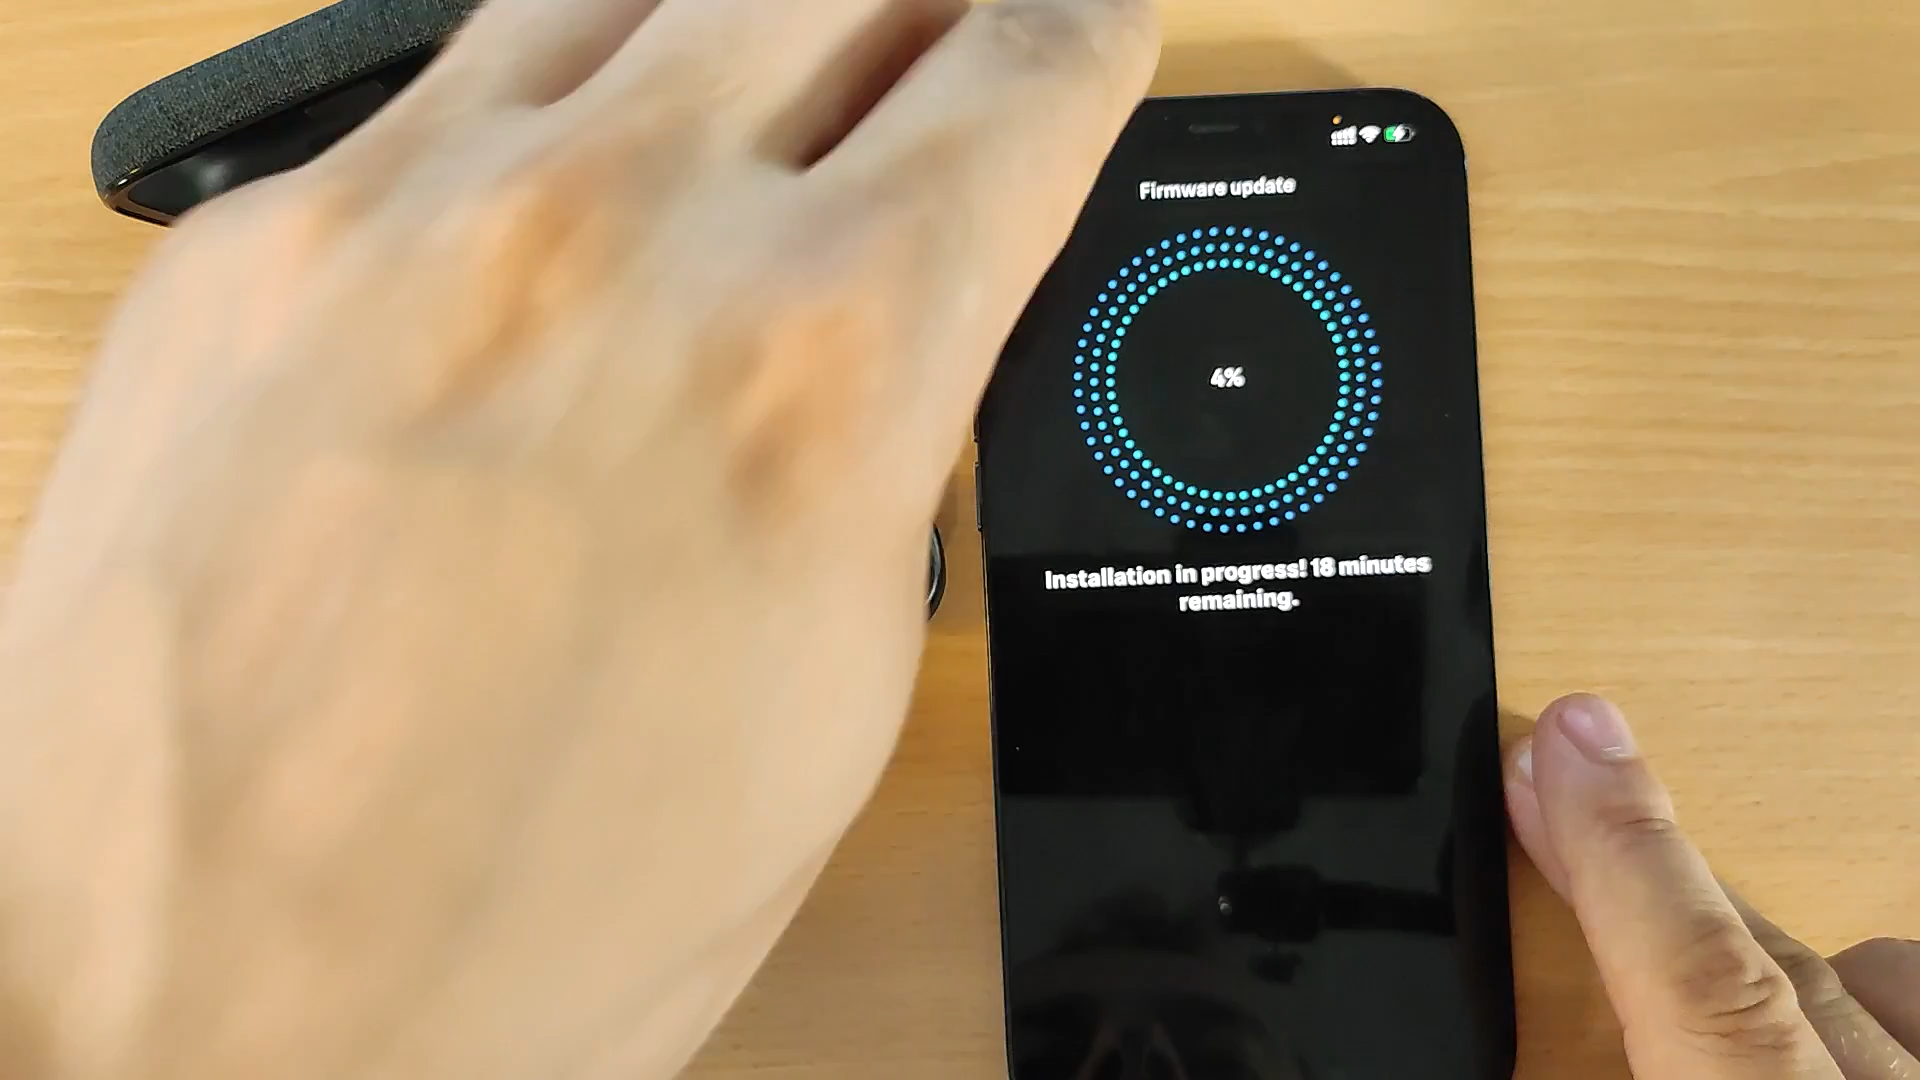 Firmware update
4%
Installation in progress! 18 minutes
remaining.